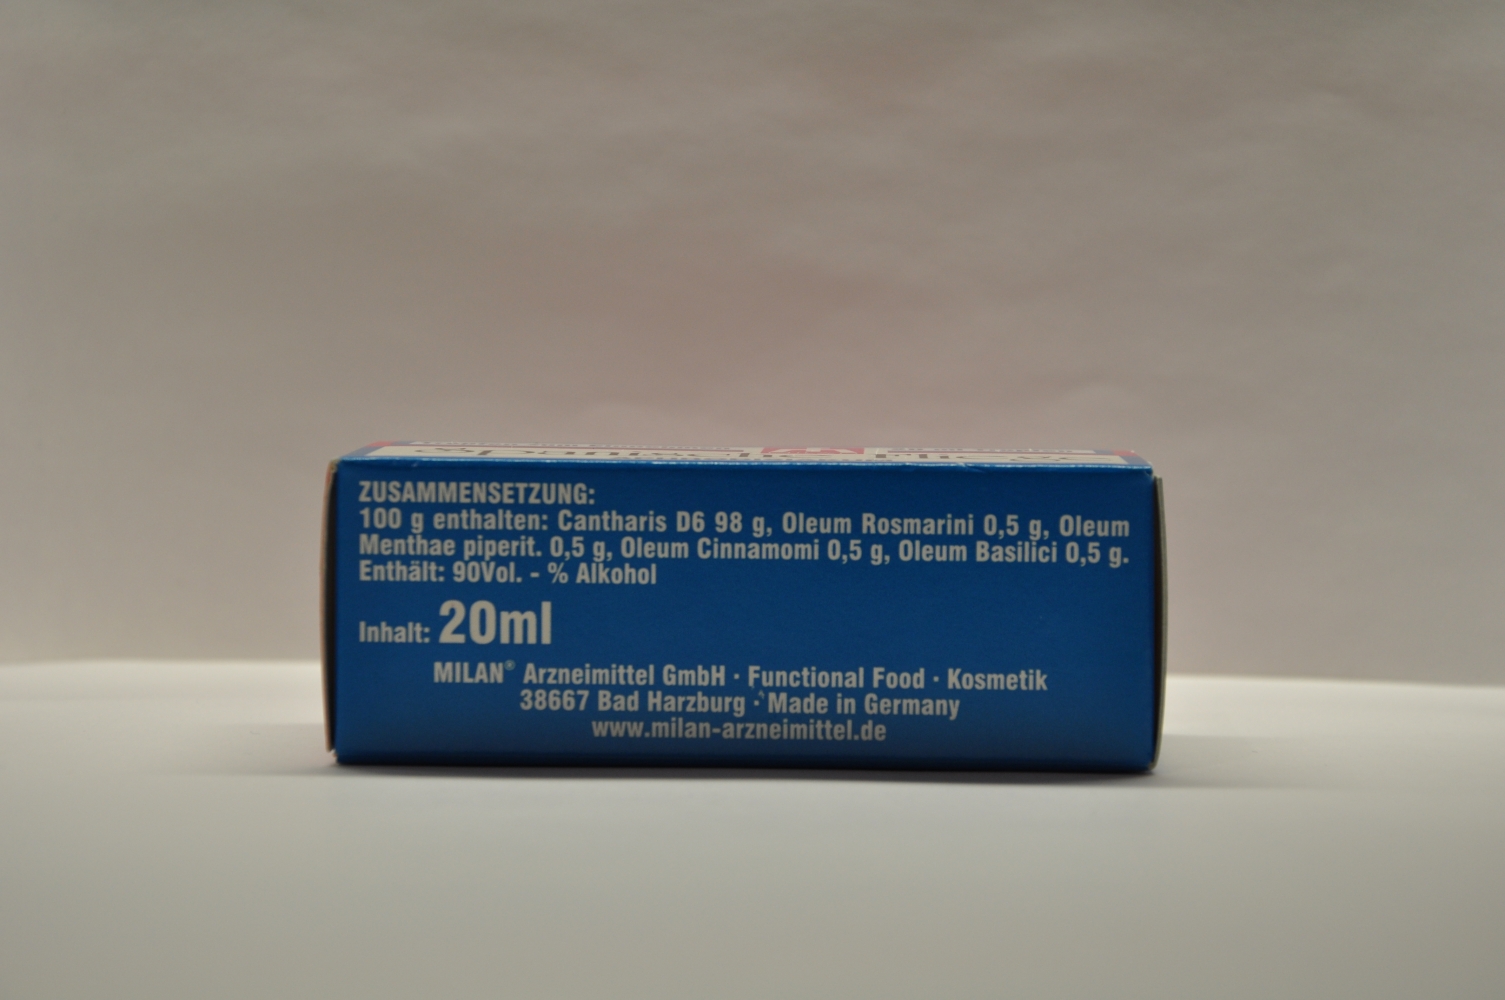 ZUSAMMENSETZUNG:
100 g enthalten: Cantharis D6 98 g, Oleum Rosmarini 0,5 g, Oleum
Menthae piperit. 0,5 g, Oleum Cinnamomi 0,5 g, Oleum Basilici 0,5 g.
Enthält: 90Vol. - % Alkohol
Inhalt: 20ml
MILAN® Arzneimittel GmbH · Functional Food · Kosmetik
38667 Bad Harzburg · Made in Germany
www.milan-arzneimittel.de